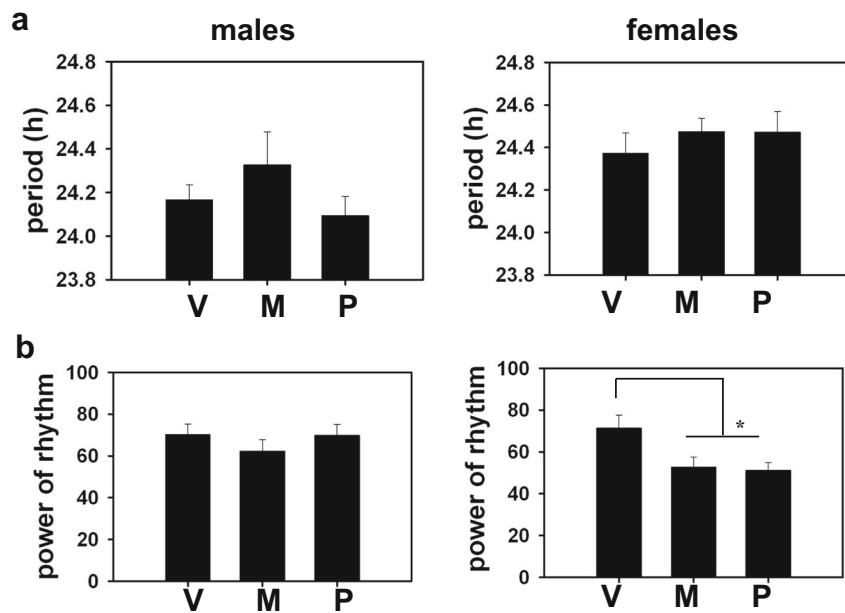 a
males
females
period (h)
24.8
24.6
24.4
24.2
24.0
23.8
V M P
period (h)
24.8
24.6
24.4
24.2
24.0
23.8
V M P
b
power of rhythm
100
80
60
40
20
0
V M P
power of rhythm
100
80
60
40
20
0
*
V M P